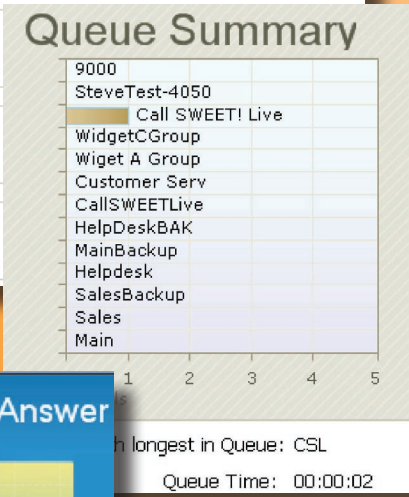 Queue Summary
9000
SteveTest-4050
Call SWEET! Live
WidgetCGroup
Wiget A Group
Customer Serv
CallSWEETLive
HelpDeskBAK
MainBackup
Helpdesk
SalesBackup
Sales
Main
1 2 3 4 5
Answer
longest in Queue: CSL
Queue Time: 00:00:02